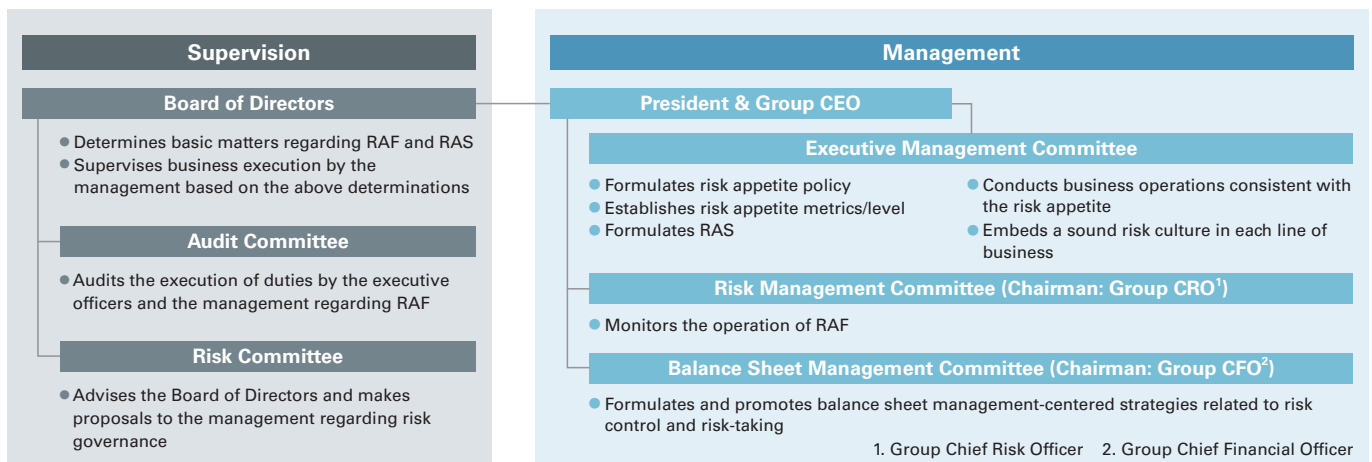 Supervision
Board of Directors
● Determines basic matters regarding RAF and RAS
● Supervises business execution by the
management based on the above determinations
Audit Committee
● Audits the execution of duties by the executive
officers and the management regarding RAF
Risk Committee
● Advises the Board of Directors and makes
proposals to the management regarding risk
governance
Management
President & Group CEO
Executive Management Committee
● Formulates risk appetite policy
● Establishes risk appetite metrics/level
● Formulates RAS
● Conducts business operations consistent with
the risk appetite
● Embeds a sound risk culture in each line of
business
Risk Management Committee (Chairman: Group CRO¹)
● Monitors the operation of RAF
Balance Sheet Management Committee (Chairman: Group CFO²)
● Formulates and promotes balance sheet management-centered strategies related to risk
control and risk-taking
1. Group Chief Risk Officer 2. Group Chief Financial Officer